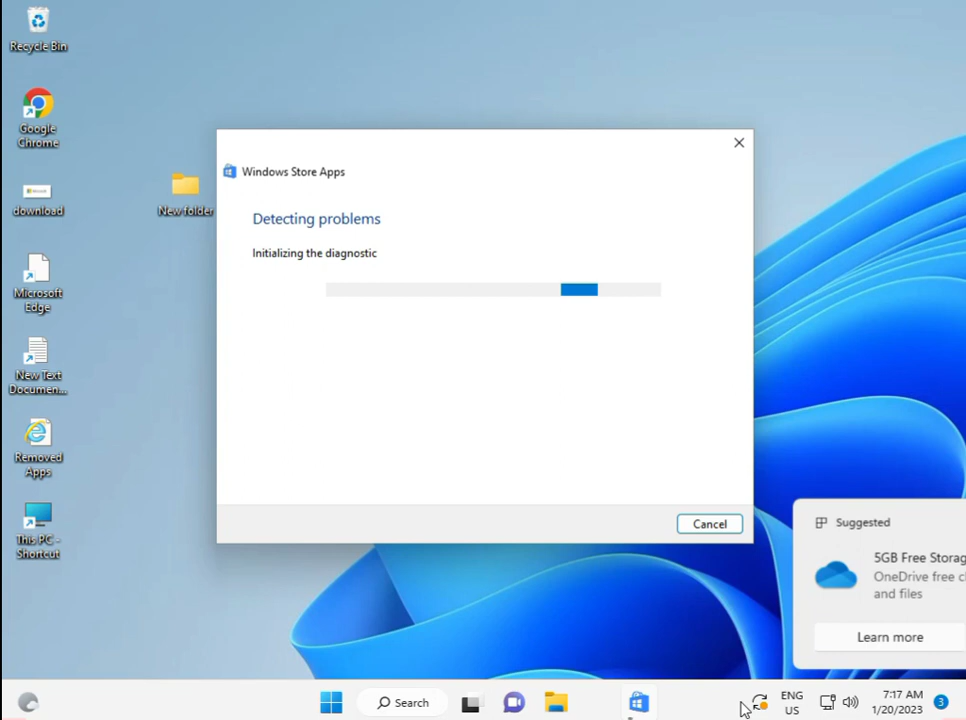 Recycle Bin
Google
Chrome
download
New folder
Microsoft
Edge
New Text
Documen...
Removed
Apps
This PC -
Shortcut
Windows Store Apps
Detecting problems
Initializing the diagnostic
Cancel
Suggested
5GB Free Storag
OneDrive free c
and files
Learn more
Search
ENG
US
7:17 AM
1/20/2023
3